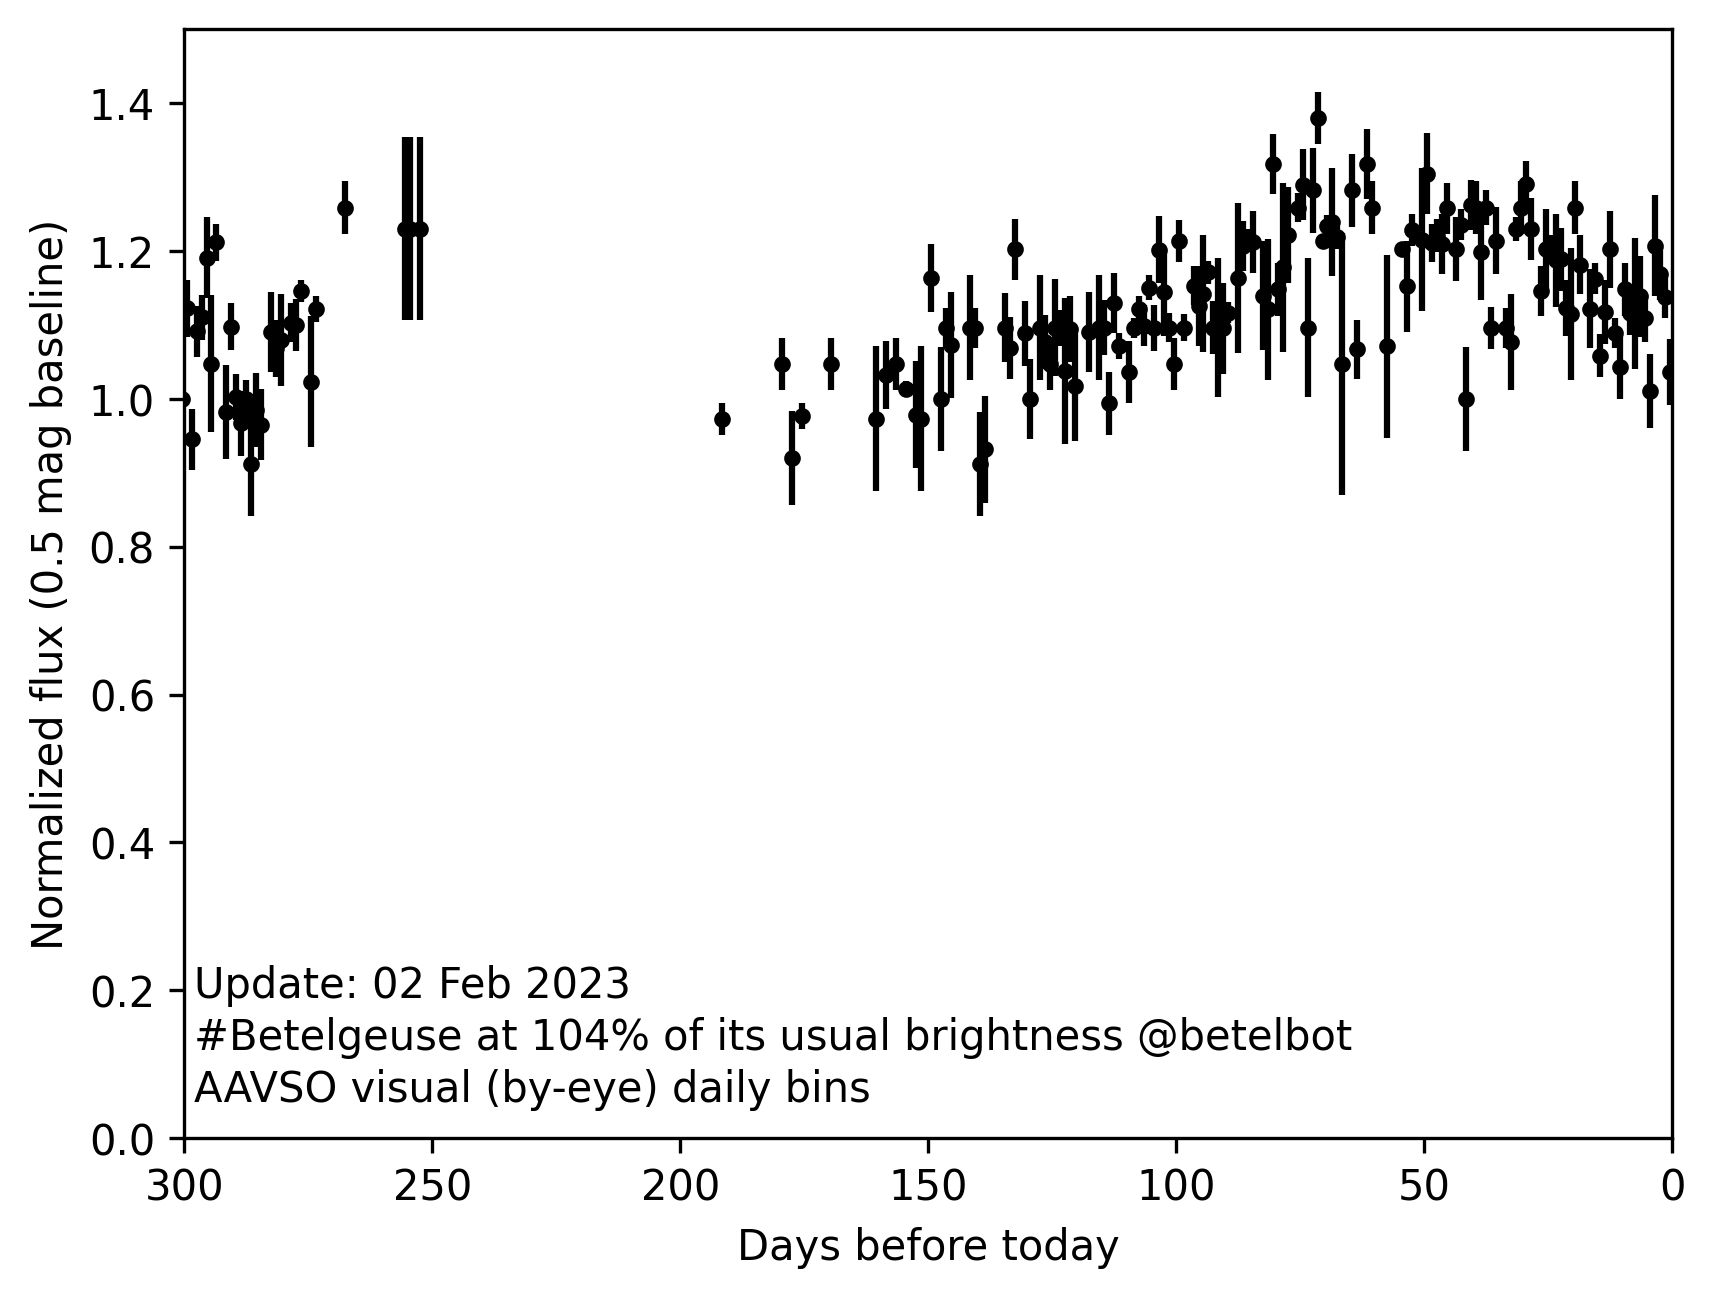 1.4
1.2
1.0
0.8
0.6
0.4
0.2
0.0
Normalized flux (0.5 mag baseline)
Update: 02 Feb 2023
#Betelgeuse at 104% of its usual brightness @betelbot
AAVSO visual (by-eye) daily bins
300 250 200 150 100 50 0
Days before today